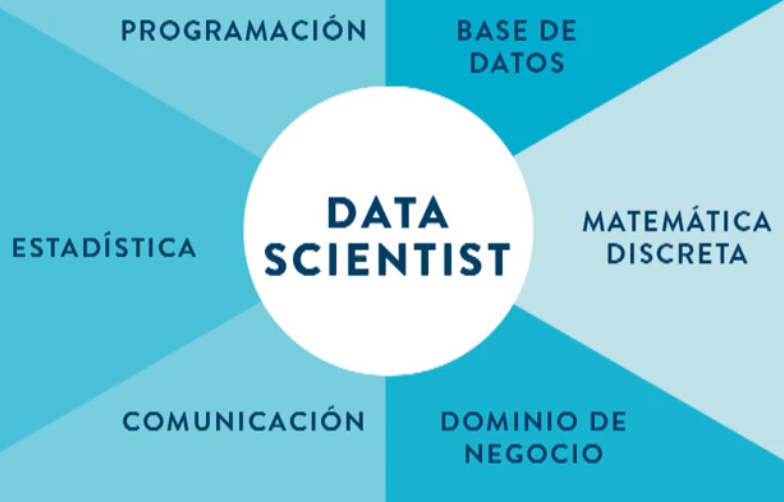 PROGRAMACIÓN
BASE DE
DATOS
ESTADÍSTICA
DATA
SCIENTIST
MATEMÁTICA
DISCRETA
COMUNICACIÓN
DOMINIO DE
NEGOCIO